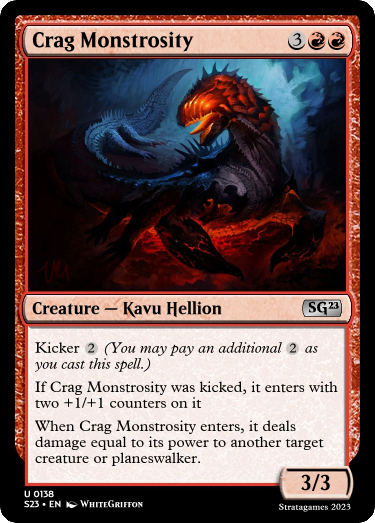 Crag Monstrosity 3
Creature — Kavu Hellion SG23
Kicker 2 (You may pay an additional 2 as
you cast this spell.)
If Crag Monstrosity was kicked, it enters with
two +1/+1 counters on it
When Crag Monstrosity enters, it deals
damage equal to its power to another target
creature or planeswalker.
3/3
U 0138
S23 • EN WhiteGriffon
Stratagames 2023